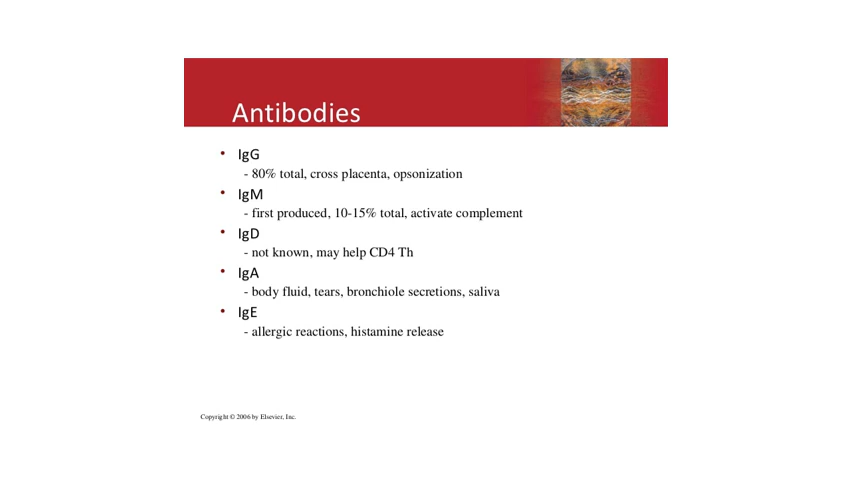 Antibodies
• IgG
- 80% total, cross placenta, opsonization
• IgM
- first produced, 10-15% total, activate complement
• IgD
- not known, may help CD4 Th
• IgA
- body fluid, tears, bronchiole secretions, saliva
• IgE
- allergic reactions, histamine release
Copyright © 2006 by Elsevier, Inc.